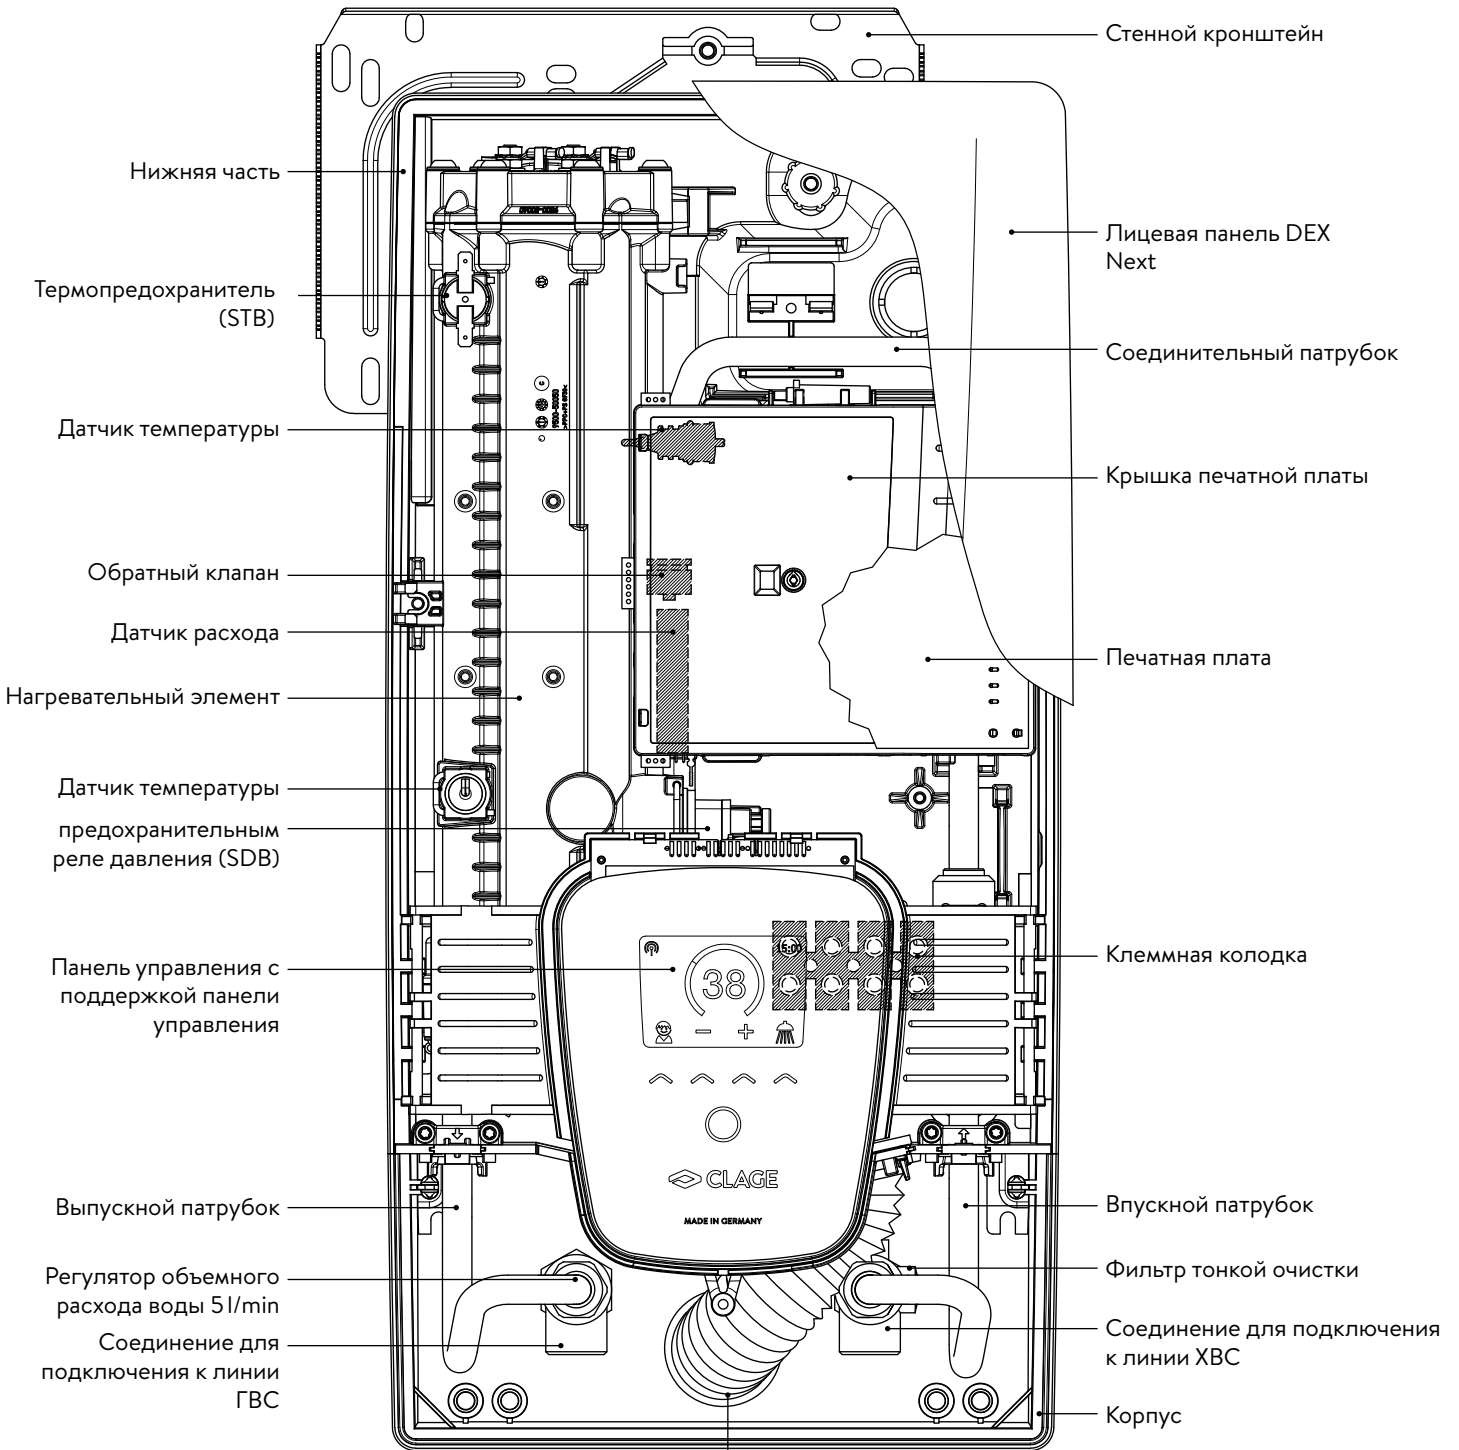 Стенной кронштейн
Нижняя часть
Лицевая панель DEX
Next
Термопредохранитель
(STB)
Соединительный патрубок
Датчик температуры
Крышка печатной платы
Обратный клапан
Датчик расхода
Печатная плата
Нагревательный элемент
Датчик температуры
предохранительным
реле давления (SDB)
Панель управления с
поддержкой панели
управления
Клеммная колодка
15:00
38
CLAGE
MADE IN GERMANY
Выпускной патрубок
Впускной патрубок
Регулятор объемного
расхода воды 5 l/min
Фильтр тонкой очистки
Соединение для
подключения к линии
ГВС
Соединение для подключения
к линии ХВС
Корпус